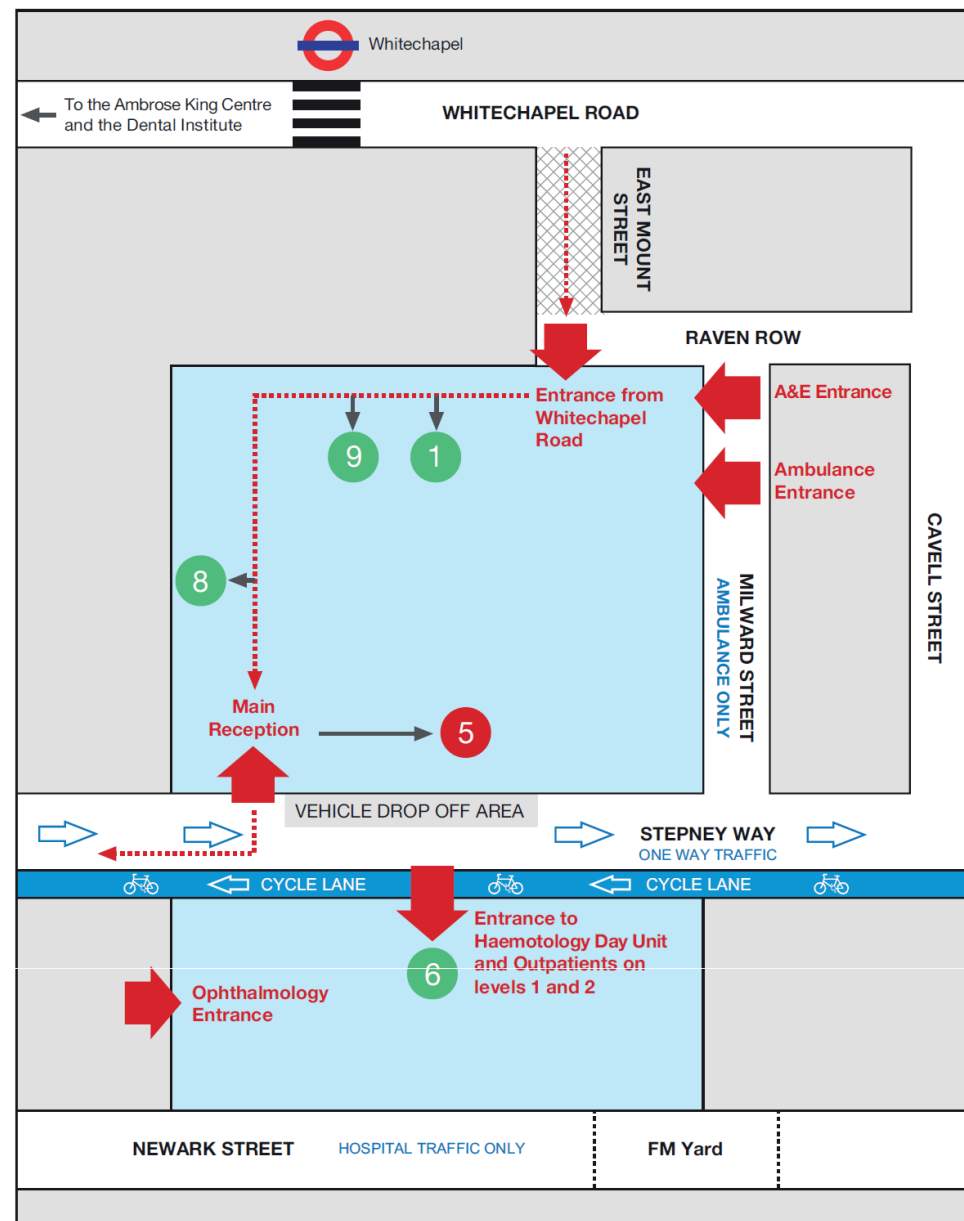 Whitechapel
To the Ambrose King Centre
and the Dental Institute
WHITECHAPEL ROAD
EAST MOUNT
STREET
RAVEN ROW
Entrance from
Whitechapel
Road
A&E Entrance
Ambulance
Entrance
9
1
8
CAVELL STREET
MILWARD STREET
AMBULANCE ONLY
Main
Reception
5
VEHICLE DROP OFF AREA
STEPNEY WAY
ONE WAY TRAFFIC
CYCLE LANE
CYCLE LANE
Entrance to
Haemotology Day Unit
and Outpatients on
levels 1 and 2
6
Ophthalmology
Entrance
NEWARK STREET
HOSPITAL TRAFFIC ONLY
FM Yard